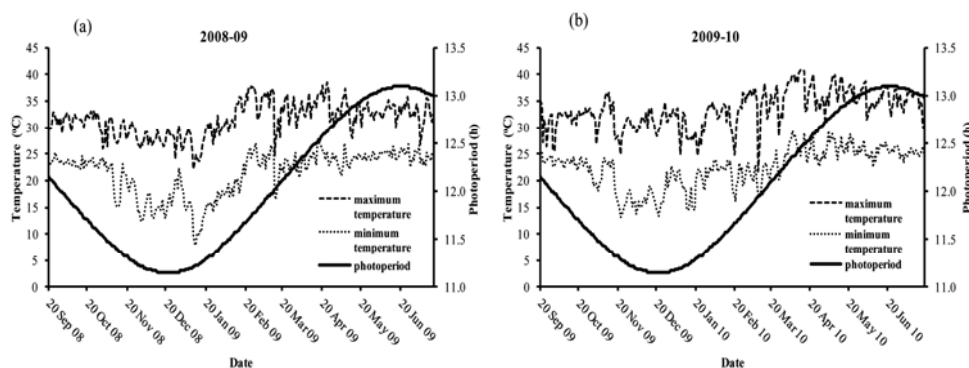 (a)
2008-09
45
40
35
30
25
20
15
10
5
0
Temperature (ºC)
13.5
13.0
12.5
12.0
11.5
11.0
Photoperiod (h)
maximum
temperature
minimum
temperature
photoperiod
20 Sep 08
20 Oct 08
20 Nov 08
20 Dec 08
20 Jan 09
20 Feb 09
20 Mar 09
20 Apr 09
20 May 09
20 Jun 09
Date
(b)
2009-10
45
40
35
30
25
20
15
10
5
0
Temperature (ºC)
13.5
13.0
12.5
12.0
11.5
11.0
Photoperiod (h)
maximum
temperature
minimum
temperature
photoperiod
20 Sep 09
20 Oct 09
20 Nov 09
20 Dec 09
20 Jan 10
20 Feb 10
20 Mar 10
20 Apr 10
20 May 10
20 Jun 10
Date